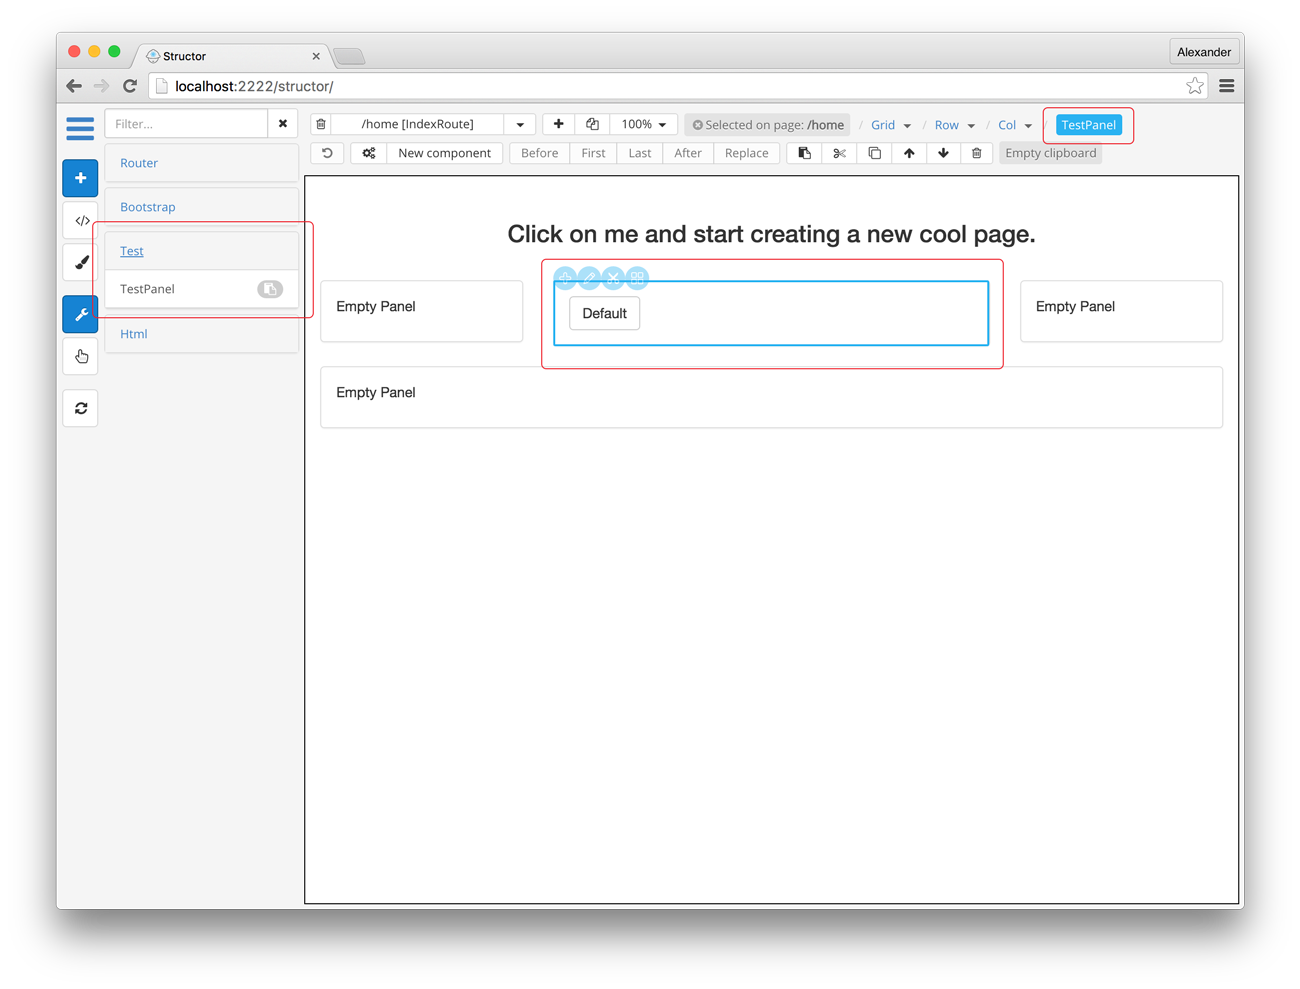 Structor
Alexander
localhost:2222/structor/
Filter...
/home [IndexRoute]
100%
Selected on page: /home / Grid / Row / Col / TestPanel
New component
Before First Last After Replace
Empty clipboard
Router
Bootstrap
Test
TestPanel
Html
Click on me and start creating a new cool page.
Empty Panel
Default
Empty Panel
Empty Panel